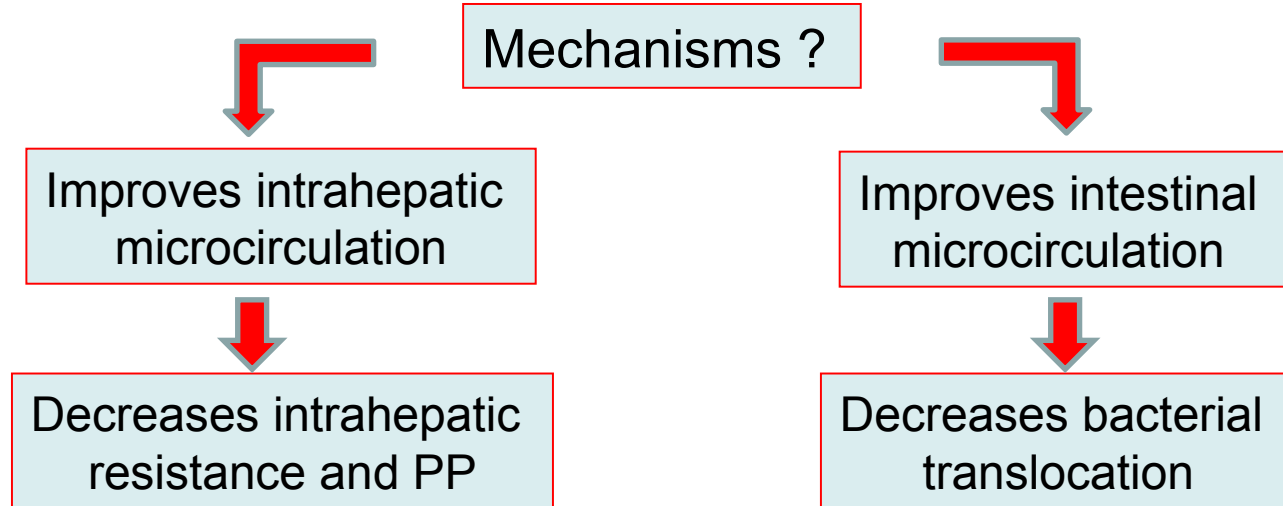 Mechanisms ?
Improves intrahepatic
microcirculation
Decreases intrahepatic
resistance and PP
Improves intestinal
microcirculation
Decreases bacterial
translocation